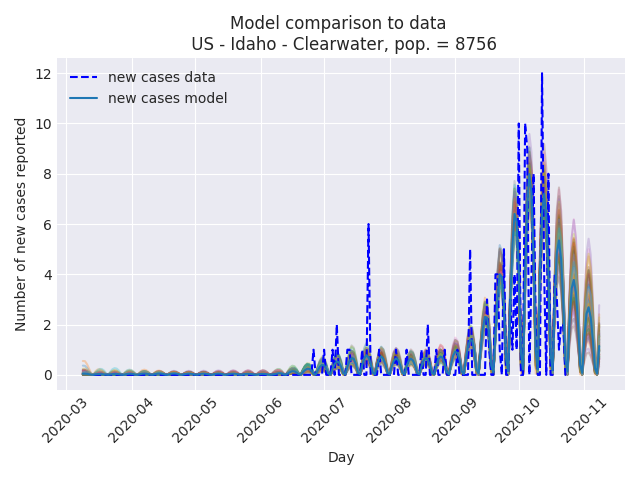 Model comparison to data
US - Idaho - Clearwater, pop. = 8756
new cases data
new cases model
Number of new cases reported
12
10
8
6
4
2
0
2020-03
2020-04
2020-05
2020-06
2020-07
2020-08
2020-09
2020-10
2020-11
Day